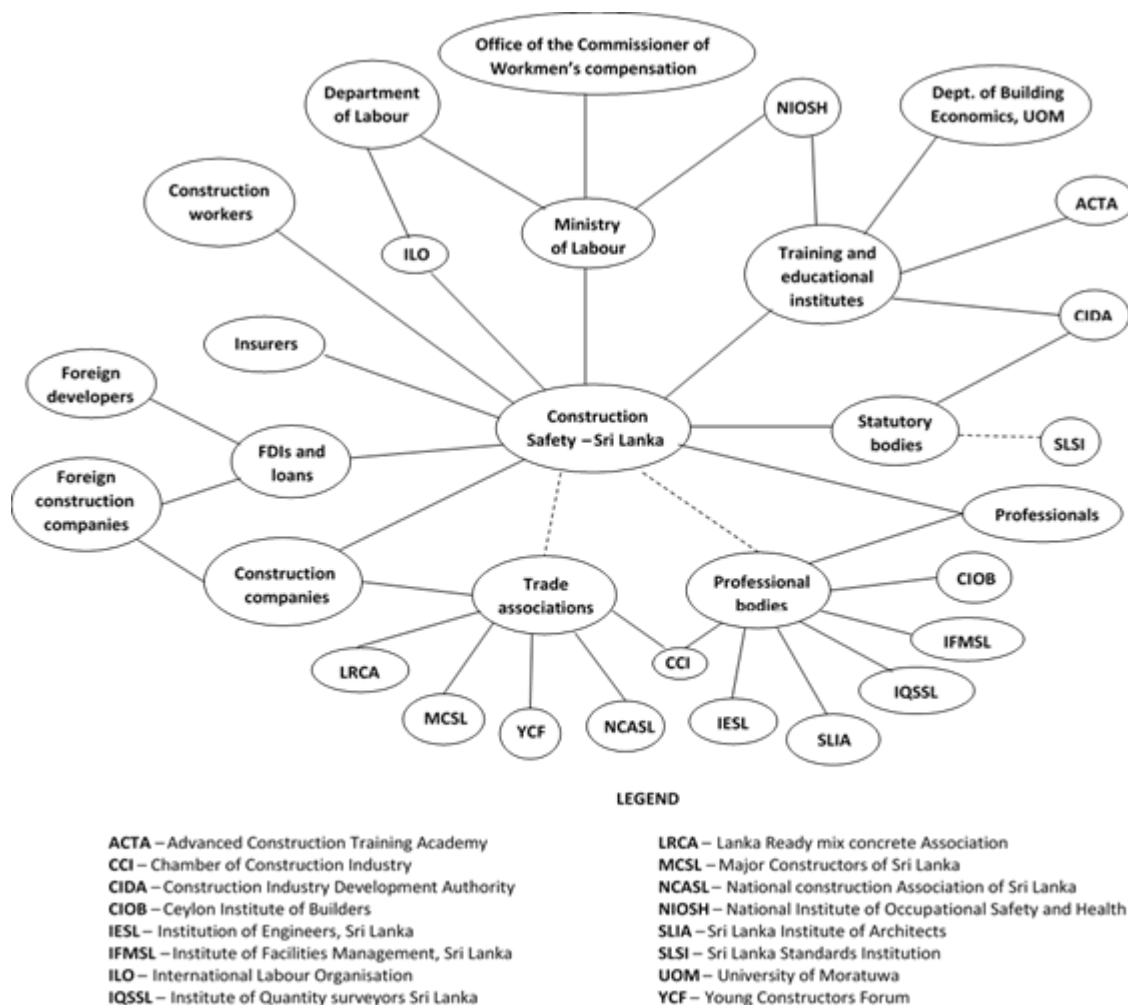 Office of the Commissioner of
Workmen's compensation
Department
of Labour
NIOSH
Dept. of Building
Economics, UOM
Construction
workers
ACTA
Ministry
of Labour
ILO
Training and
educational
institutes
CIDA
Insurers
Foreign
developers
Construction
Safety – Sri Lanka
Statutory
bodies
SLSI
FDIs and
loans
Foreign
construction
companies
Professionals
Construction
companies
Trade
associations
Professional
bodies
CIOB
IFMSL
LRCA
CCI
IQSSL
MCSL
YCF
NCASL
IESL
SLIA
LEGEND
ACTA – Advanced Construction Training Academy
CCI – Chamber of Construction Industry
CIDA – Construction Industry Development Authority
CIOB – Ceylon Institute of Builders
IESL – Institution of Engineers, Sri Lanka
IFMSL – Institute of Facilities Management, Sri Lanka
ILO – International Labour Organisation
IQSSL – Institute of Quantity surveyors Sri Lanka
LRCA – Lanka Ready mix concrete Association
MCSL – Major Constructors of Sri Lanka
NCASL – National construction Association of Sri Lanka
NIOSH – National Institute of Occupational Safety and Health
SLIA – Sri Lanka Institute of Architects
SLSI – Sri Lanka Standards Institution
UOM – University of Moratuwa
YCF – Young Constructors Forum